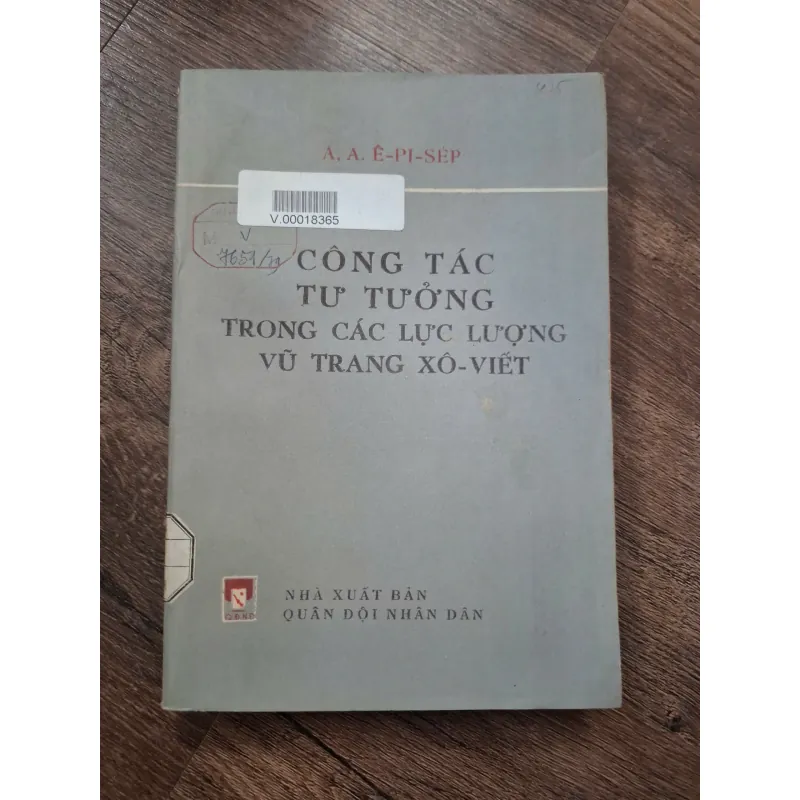 A. A. Ê-PI-SÉP
V.00018365
V
CÔNG TÁC
TƯ TƯỞNG
TRONG CÁC LỰC LƯỢNG
VŨ TRANG XÔ-VIẾT
NHÀ XUẤT BẢN
QUÂN ĐỘI NHÂN DÂN